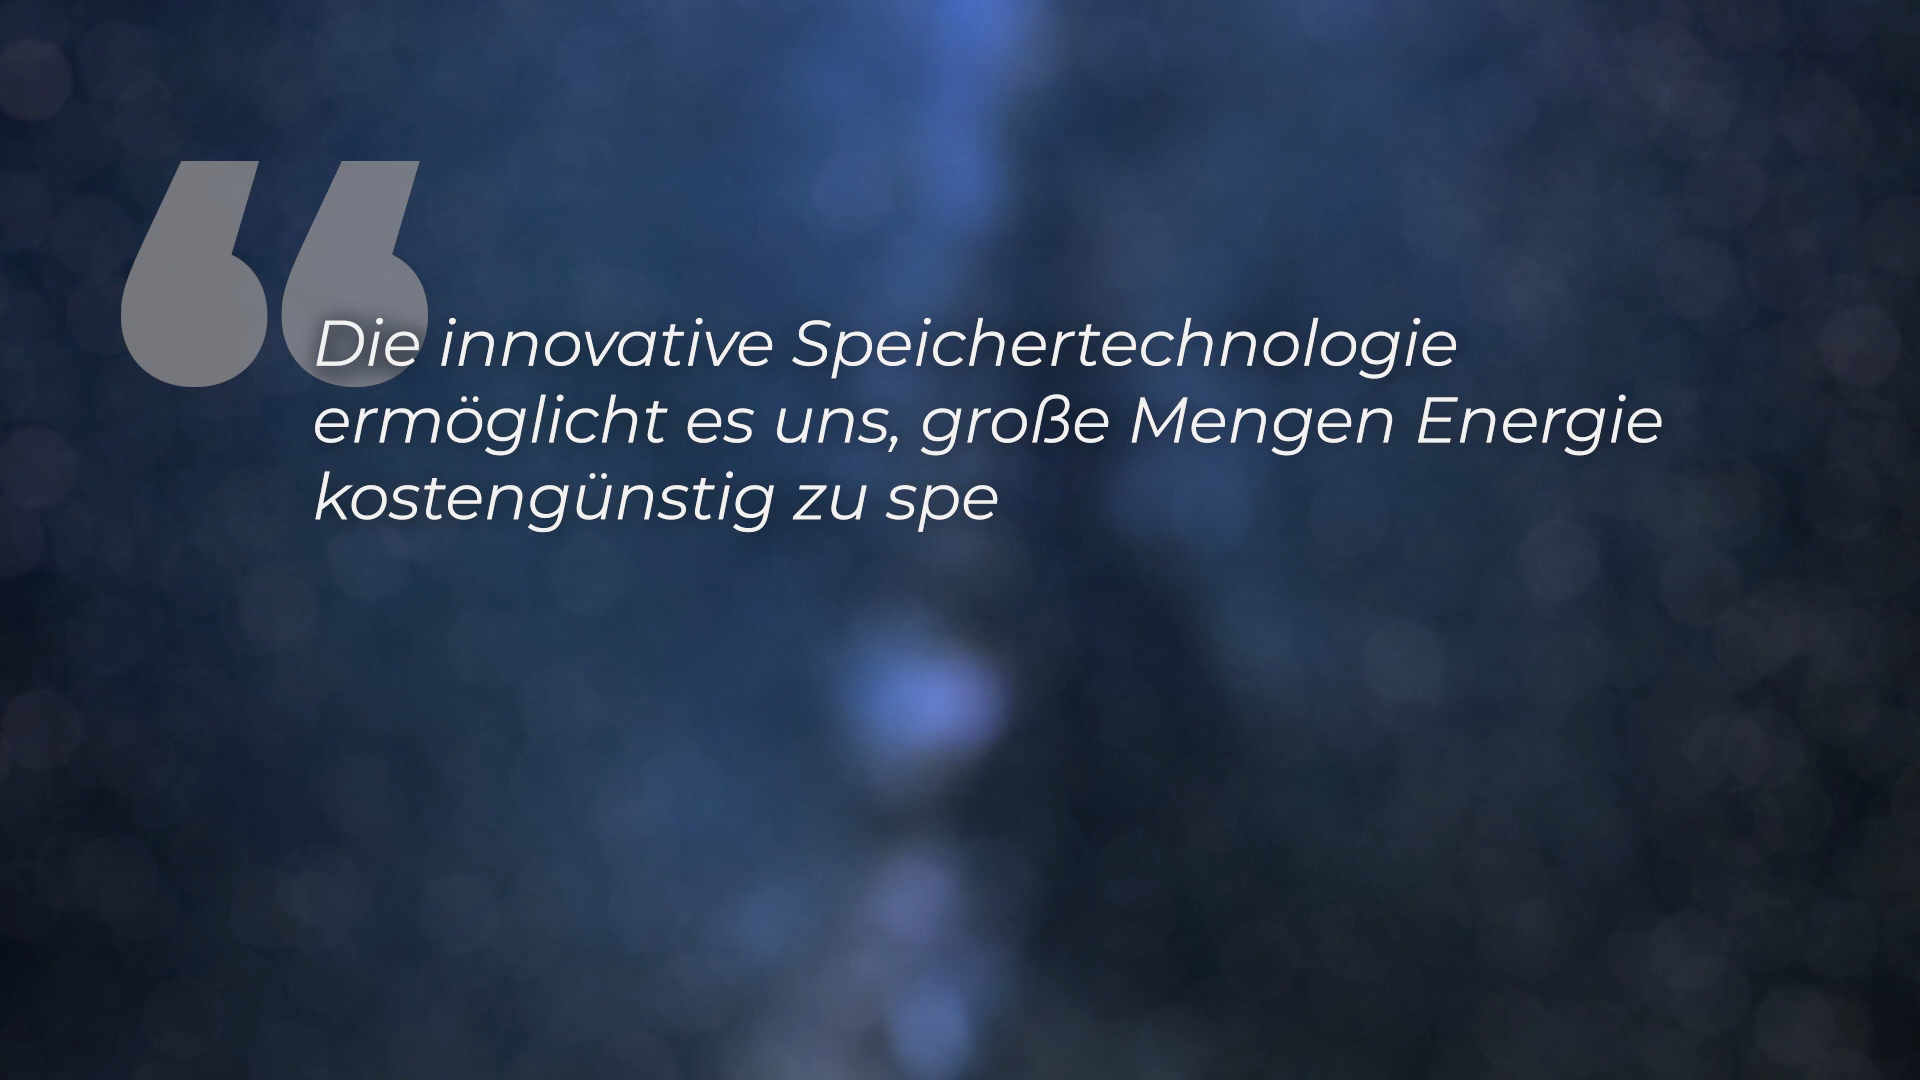 Die innovative Speichertechnologie
ermöglicht es uns, große Mengen Energie
kostengünstig zu spe